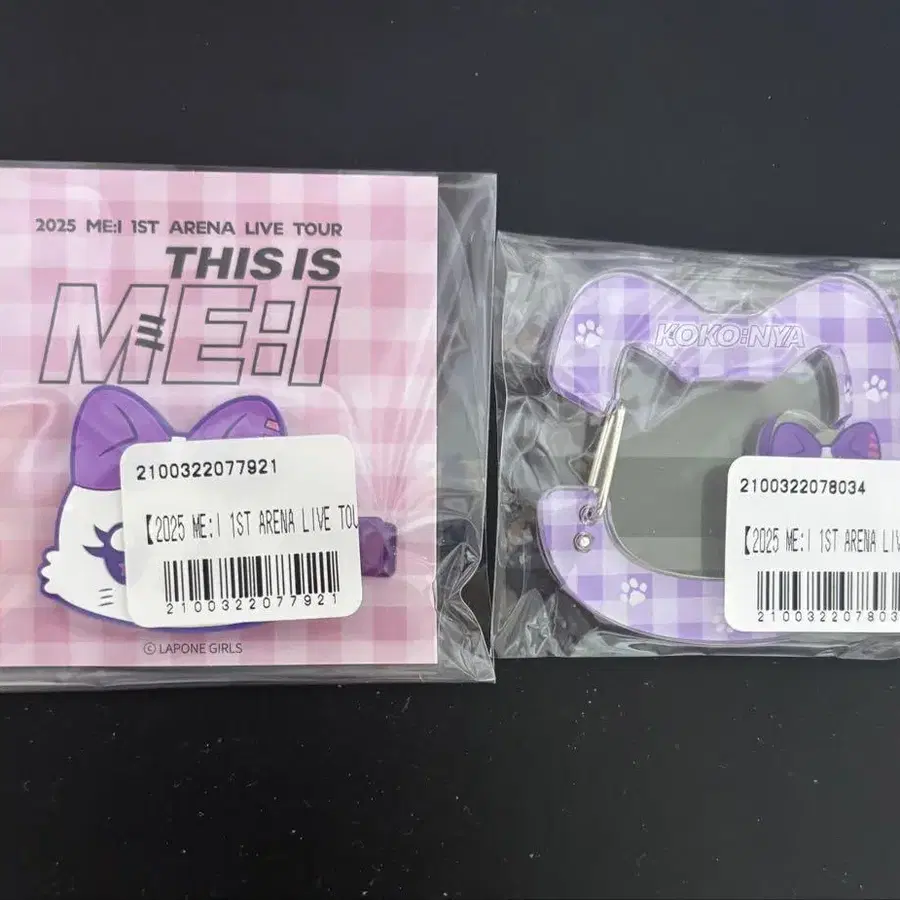 2025 ME:I 1ST ARENA LIVE TOUR
THIS IS
ME:I
2100322077921
【2025 ME:I 1ST ARENA LIVE TOU
2100322077921
© LAPONE GIRLS
KOKO:NYA
2100322078034
【2025 ME:I 1ST ARENA LIV
210032207803